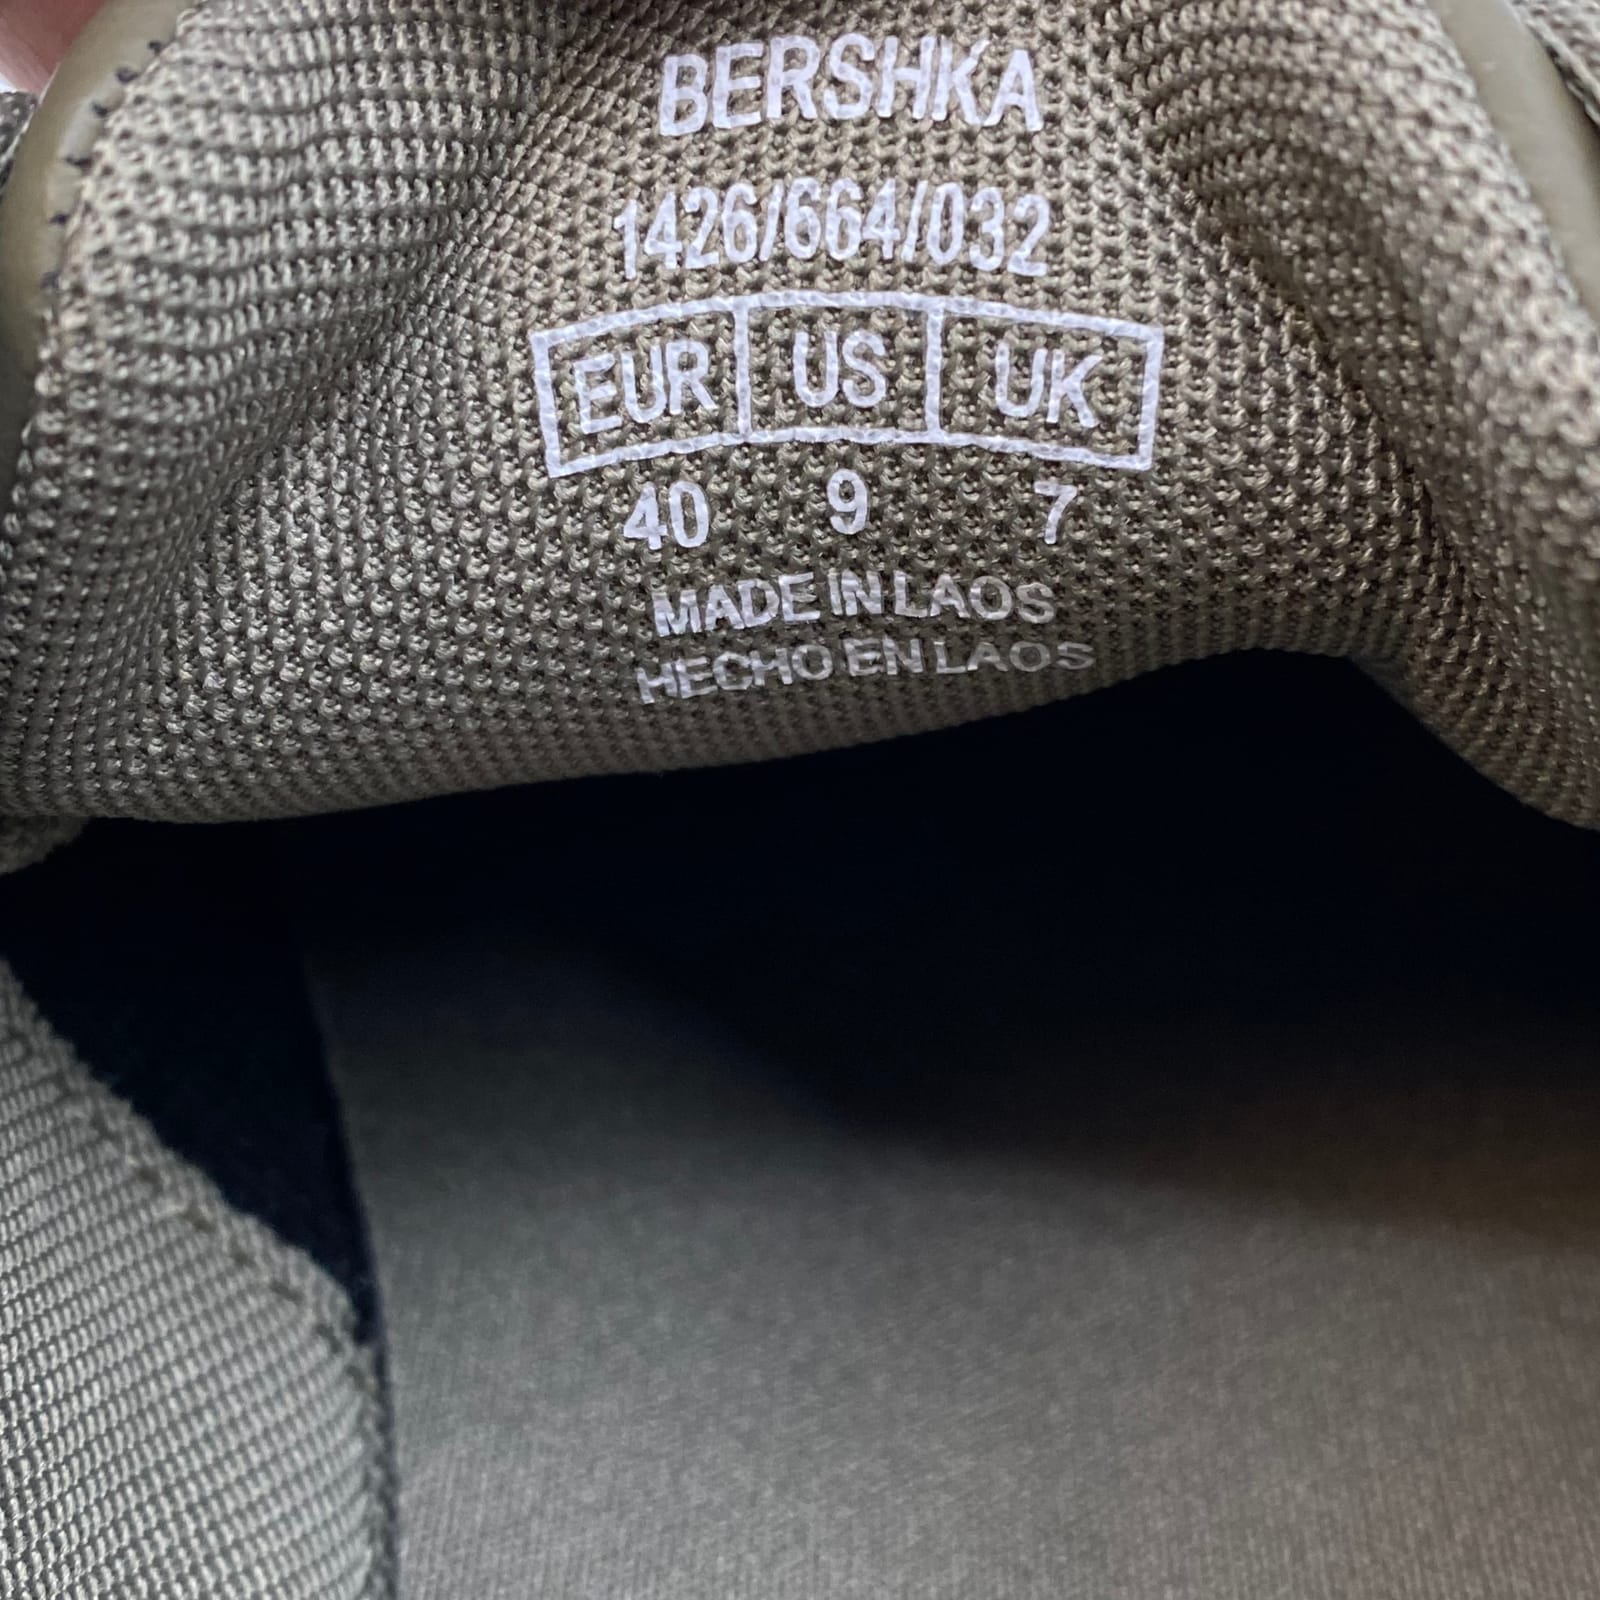 BERSHKA
1426/664/032
EUR US UK
40 9 7
MADE IN LAOS
HECHO EN LAOS